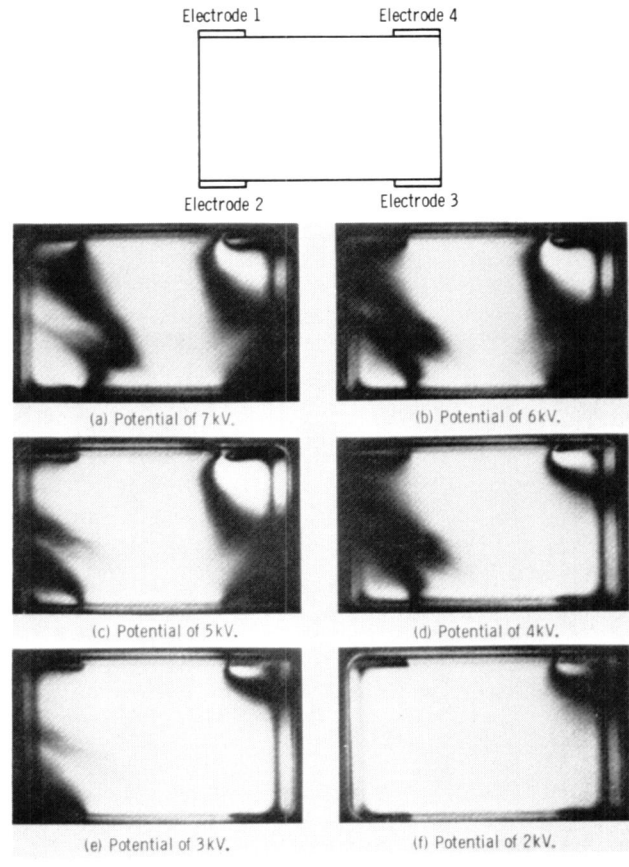 Electrode 1
Electrode 4
Electrode 2
Electrode 3
(a) Potential of 7 kV.
(b) Potential of 6 kV.
(c) Potential of 5 kV.
(d) Potential of 4 kV.
(e) Potential of 3 kV.
(f) Potential of 2 kV.